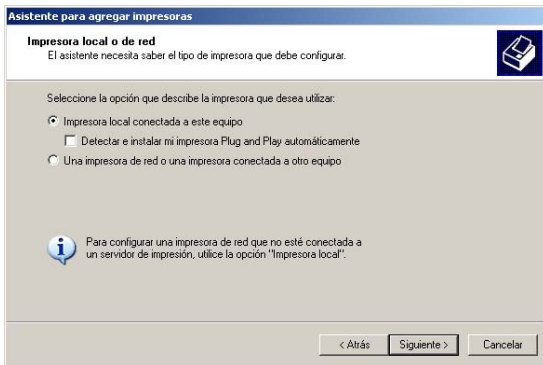 Asistente para agregar impresoras
Impresora local o de red
El asistente necesita saber el tipo de impresora que debe configurar.
Seleccione la opción que describe la impresora que desea utilizar:
Impresora local conectada a este equipo
Detectar e instalar mi impresora Plug and Play automáticamente
Una impresora de red o una impresora conectada a otro equipo
Para configurar una impresora de red que no esté conectada a
un servidor de impresión, utilice la opción "Impresora local".
< Atrás Siguiente > Cancelar